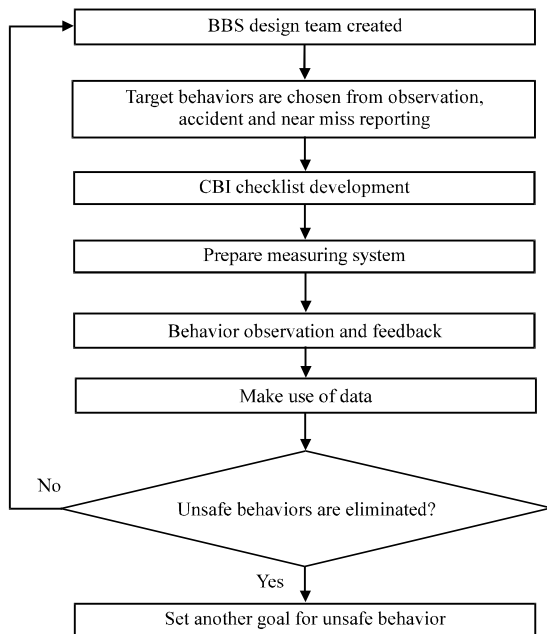 BBS design team created
Target behaviors are chosen from observation,
accident and near miss reporting
CBI checklist development
Prepare measuring system
Behavior observation and feedback
Make use of data
No
Unsafe behaviors are eliminated?
Yes
Set another goal for unsafe behavior